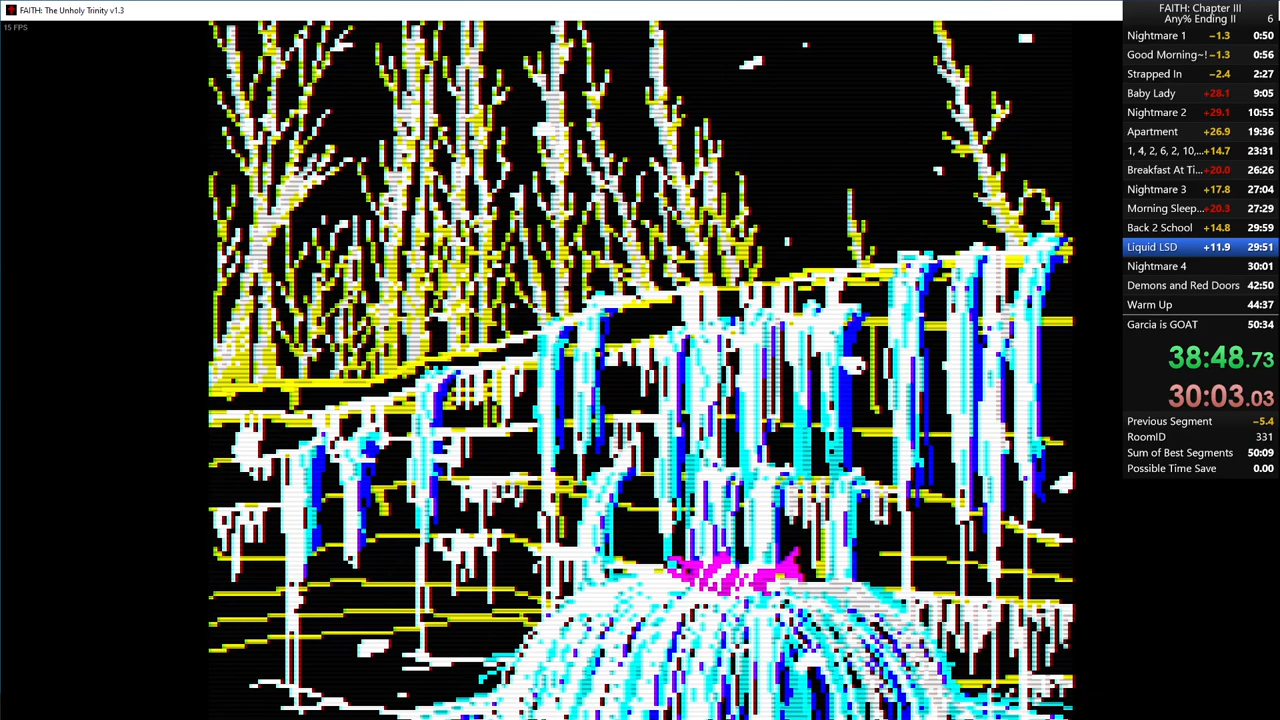 FAITH: The Unholy Trinity v1.3
15 FPS
FAITH: Chapter III
Any% Ending II 6
Nightmare 1 −1.3 0:50
Good Morning~! −1.3 0:56
Strapped In −2.4 2:27
Baby Lady +28.1 9:05
Nightmare 2 +29.1 10:55
Apartment +26.9 19:36
1, 4, 2, 6, 2, 10,... +14.7 23:31
Breakfast At Ti... +20.0 26:26
Nightmare 3 +17.8 27:04
Morning Sleep... +20.3 27:29
Back 2 School +14.8 29:59
Liquid LSD +11.9 29:51
Nightmare 4 30:01
Demons and Red Doors 42:50
Warm Up 44:37
Garcia is GOAT 50:34
38:48.73
30:03.03
Previous Segment −5.4
RoomID 331
Sum of Best Segments 50:09
Possible Time Save 0.00